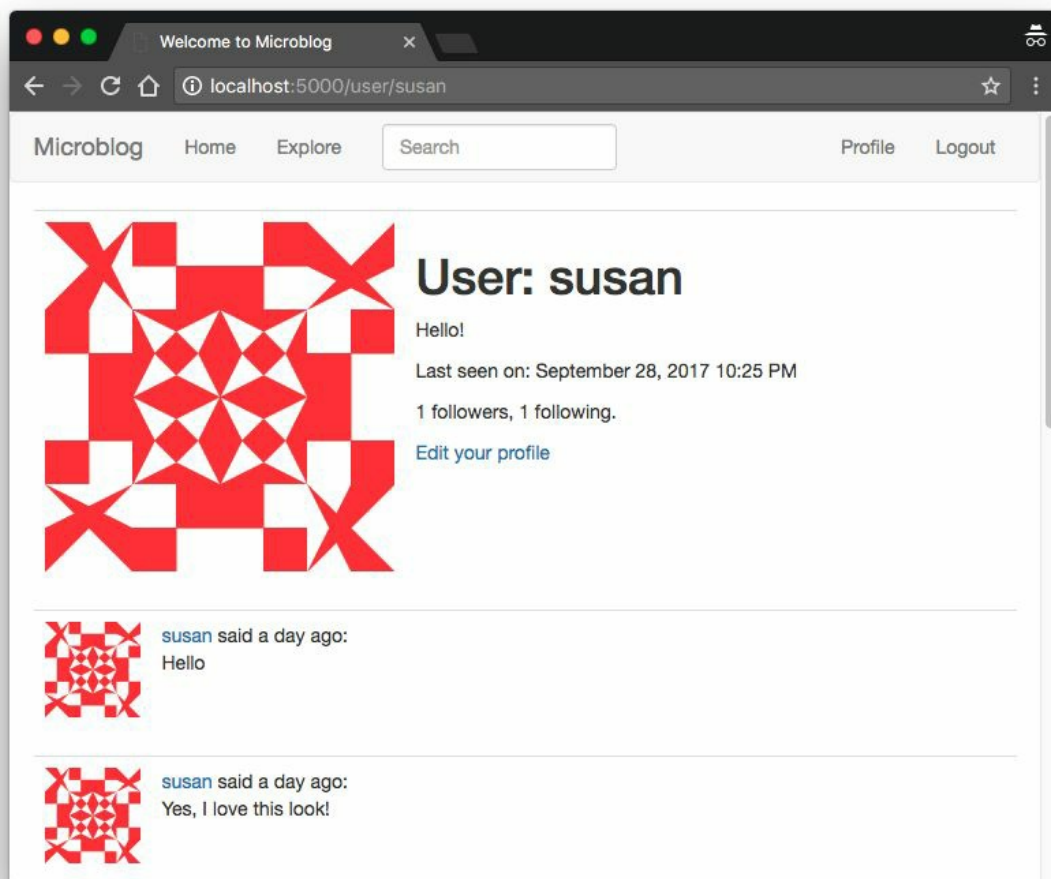 Welcome to Microblog
localhost:5000/user/susan
Microblog Home Explore Search Profile Logout
User: susan
Hello!
Last seen on: September 28, 2017 10:25 PM
1 followers, 1 following.
Edit your profile
susan said a day ago:
Hello
susan said a day ago:
Yes, I love this look!